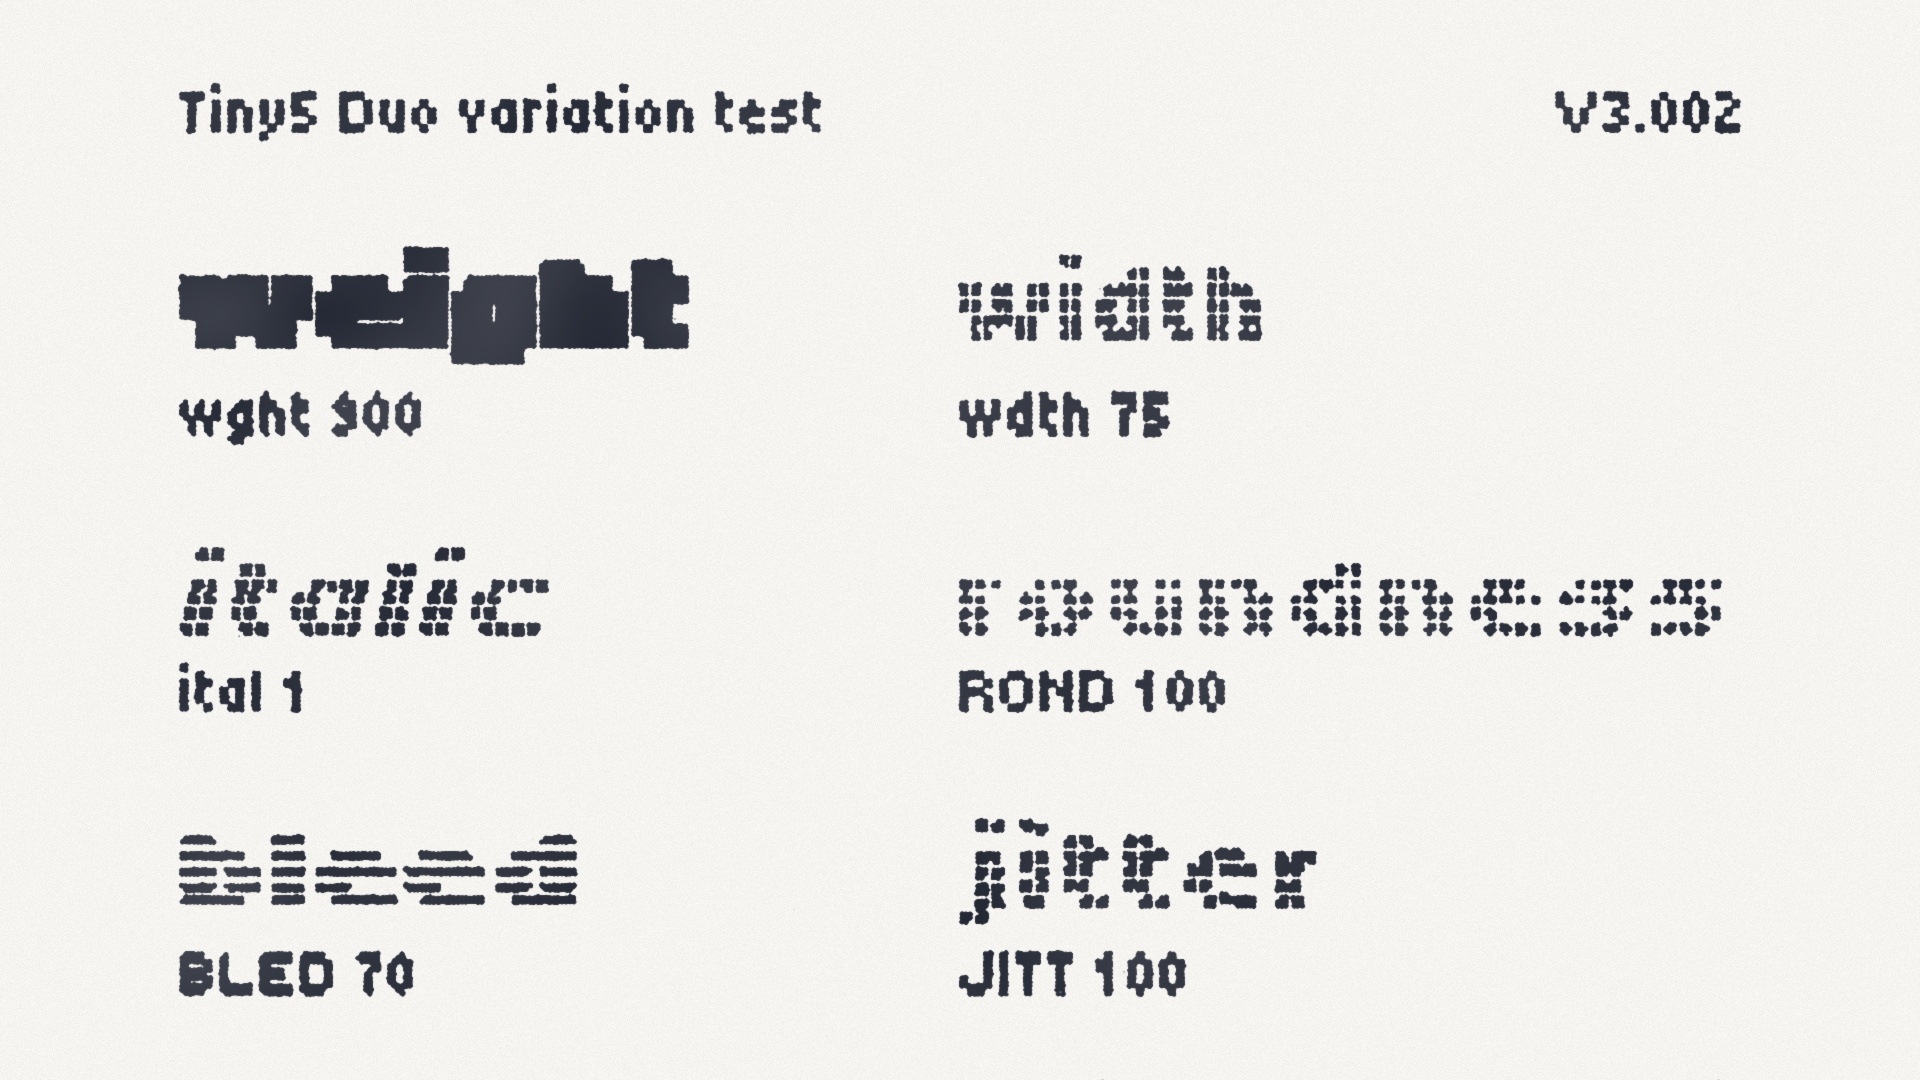 Tiny5 Duo variation test
V3.002
weight
wght 900
width
wdth 75
italic
ital 1
roundness
ROND 100
bleed
BLED 70
jitter
JITT 100